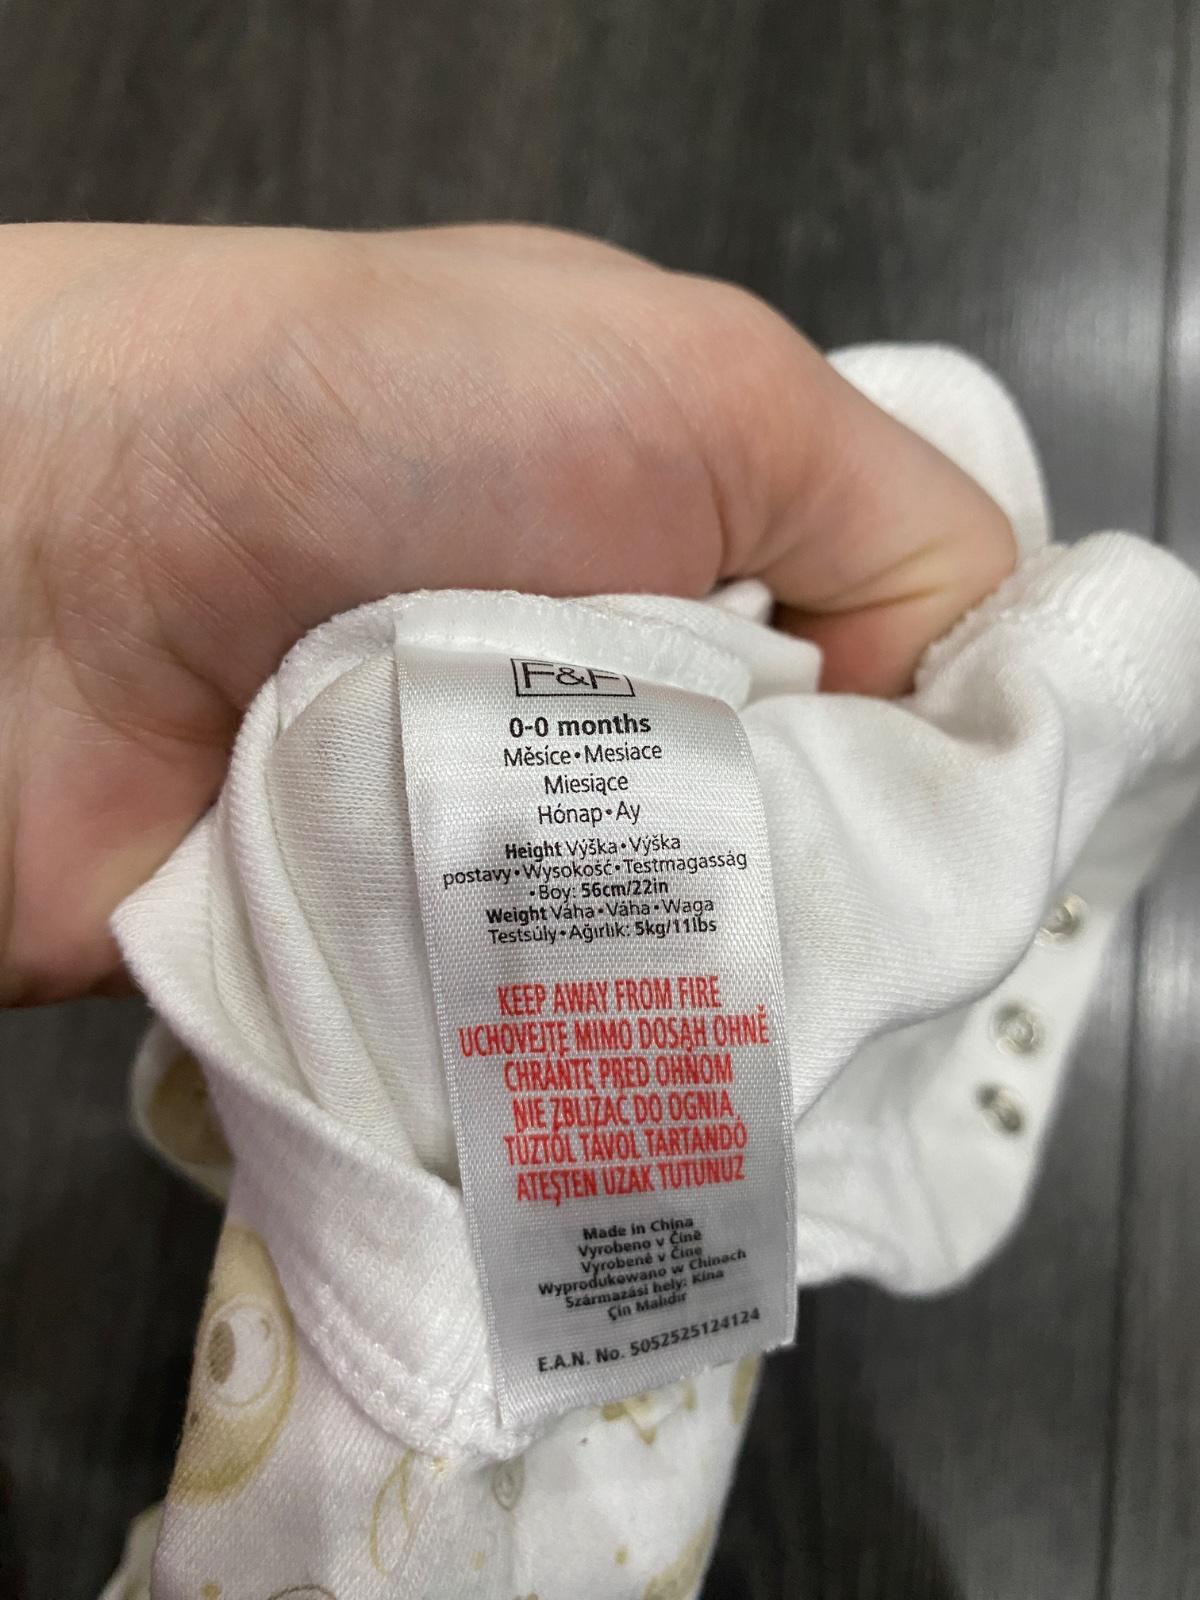 F&F
0-0 months
Měsíce•Mesiace
Miesiące
Hónap•Ay
Height Výška•Výška
postavy•Wysokość•Testmagasság
•Boy: 56cm/22in
Weight Váha•Váha•Waga
Testsúly•Ağırlık: 5kg/11lbs
KEEP AWAY FROM FIRE
UCHOVEJTE MIMO DOSAH OHNĚ
CHRÁŇTE PRED OHŇOM
NIE ZBLIŻAĆ DO OGNIA
TŰZTŐL TÁVOL TARTANDÓ
ATEŞTEN UZAK TUTUNUZ
Made in China
Vyrobeno v Číně
Vyrobené v Číne
Wyprodukowano w Chinach
Származási hely: Kína
Çin Malıdır
E.A.N. No. 5052525124124